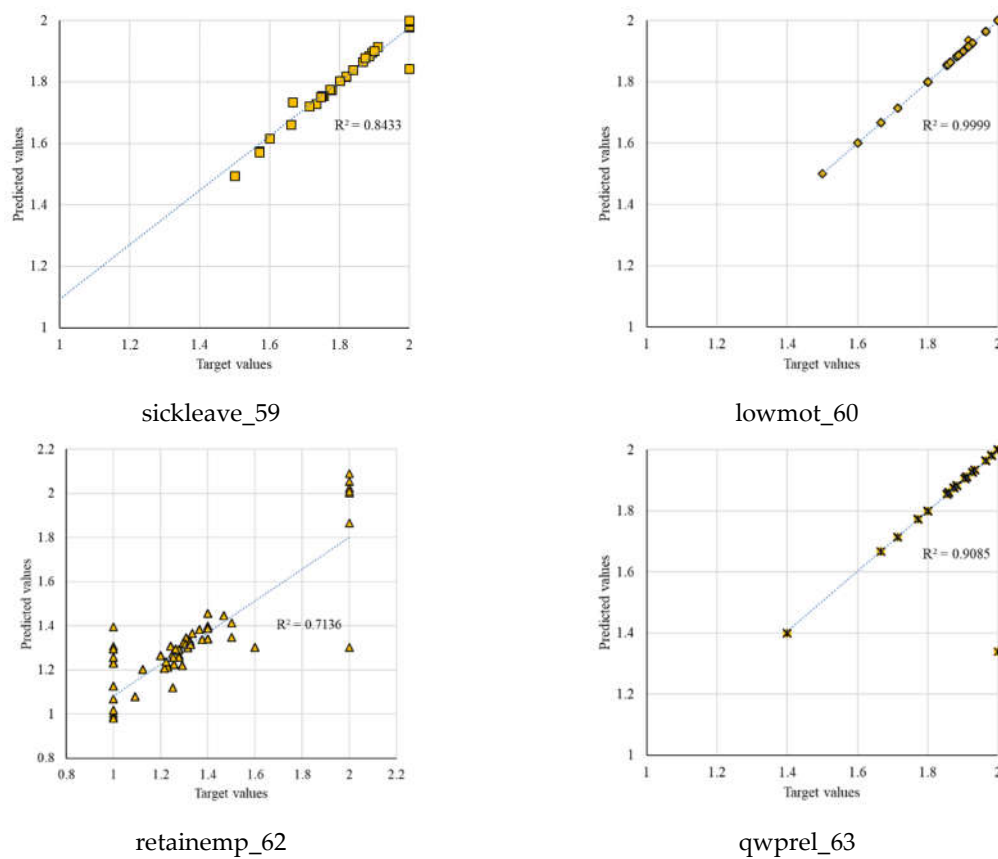 2
1.8
1.6
1.4
1.2
1
1 1.2 1.4 1.6 1.8 2
Predicted values
Target values
R² = 0.8433
sickleave_59
2
1.8
1.6
1.4
1.2
1
1 1.2 1.4 1.6 1.8 2
Predicted values
Target values
R² = 0.9999
lowmot_60
2.2
2
1.8
1.6
1.4
1.2
1
0.8
0.8 1 1.2 1.4 1.6 1.8 2 2.2
Predicted values
Target values
R² = 0.7136
retainemp_62
2
1.8
1.6
1.4
1.2
1
1 1.2 1.4 1.6 1.8 2
Predicted values
Target values
R² = 0.9085
qwprel_63